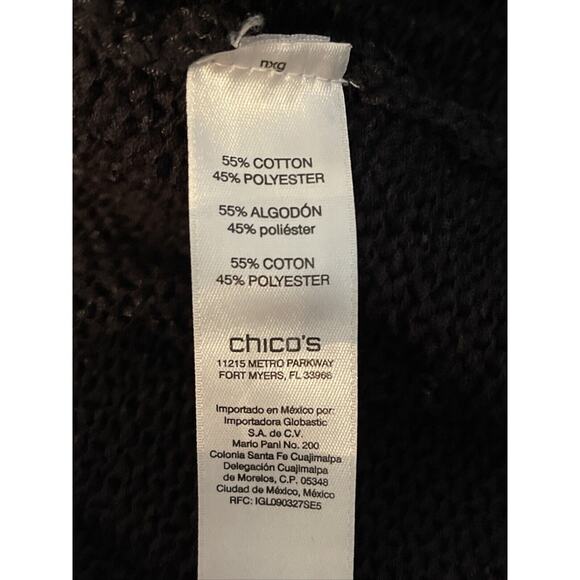 nxg
55% COTTON
45% POLYESTER
55% ALGODÓN
45% poliéster
55% COTON
45% POLYESTER
chico's
11215 METRO PARKWAY
FORT MYERS, FL 33966
Importado en México por:
Importadora Globastic
S.A. de C.V.
Mario Pani No. 200
Colonia Santa Fe Cuajimalpa
Delegación Cuajimalpa
de Morelos, C.P. 05348
Ciudad de México, México
RFC: IGL090327SE5